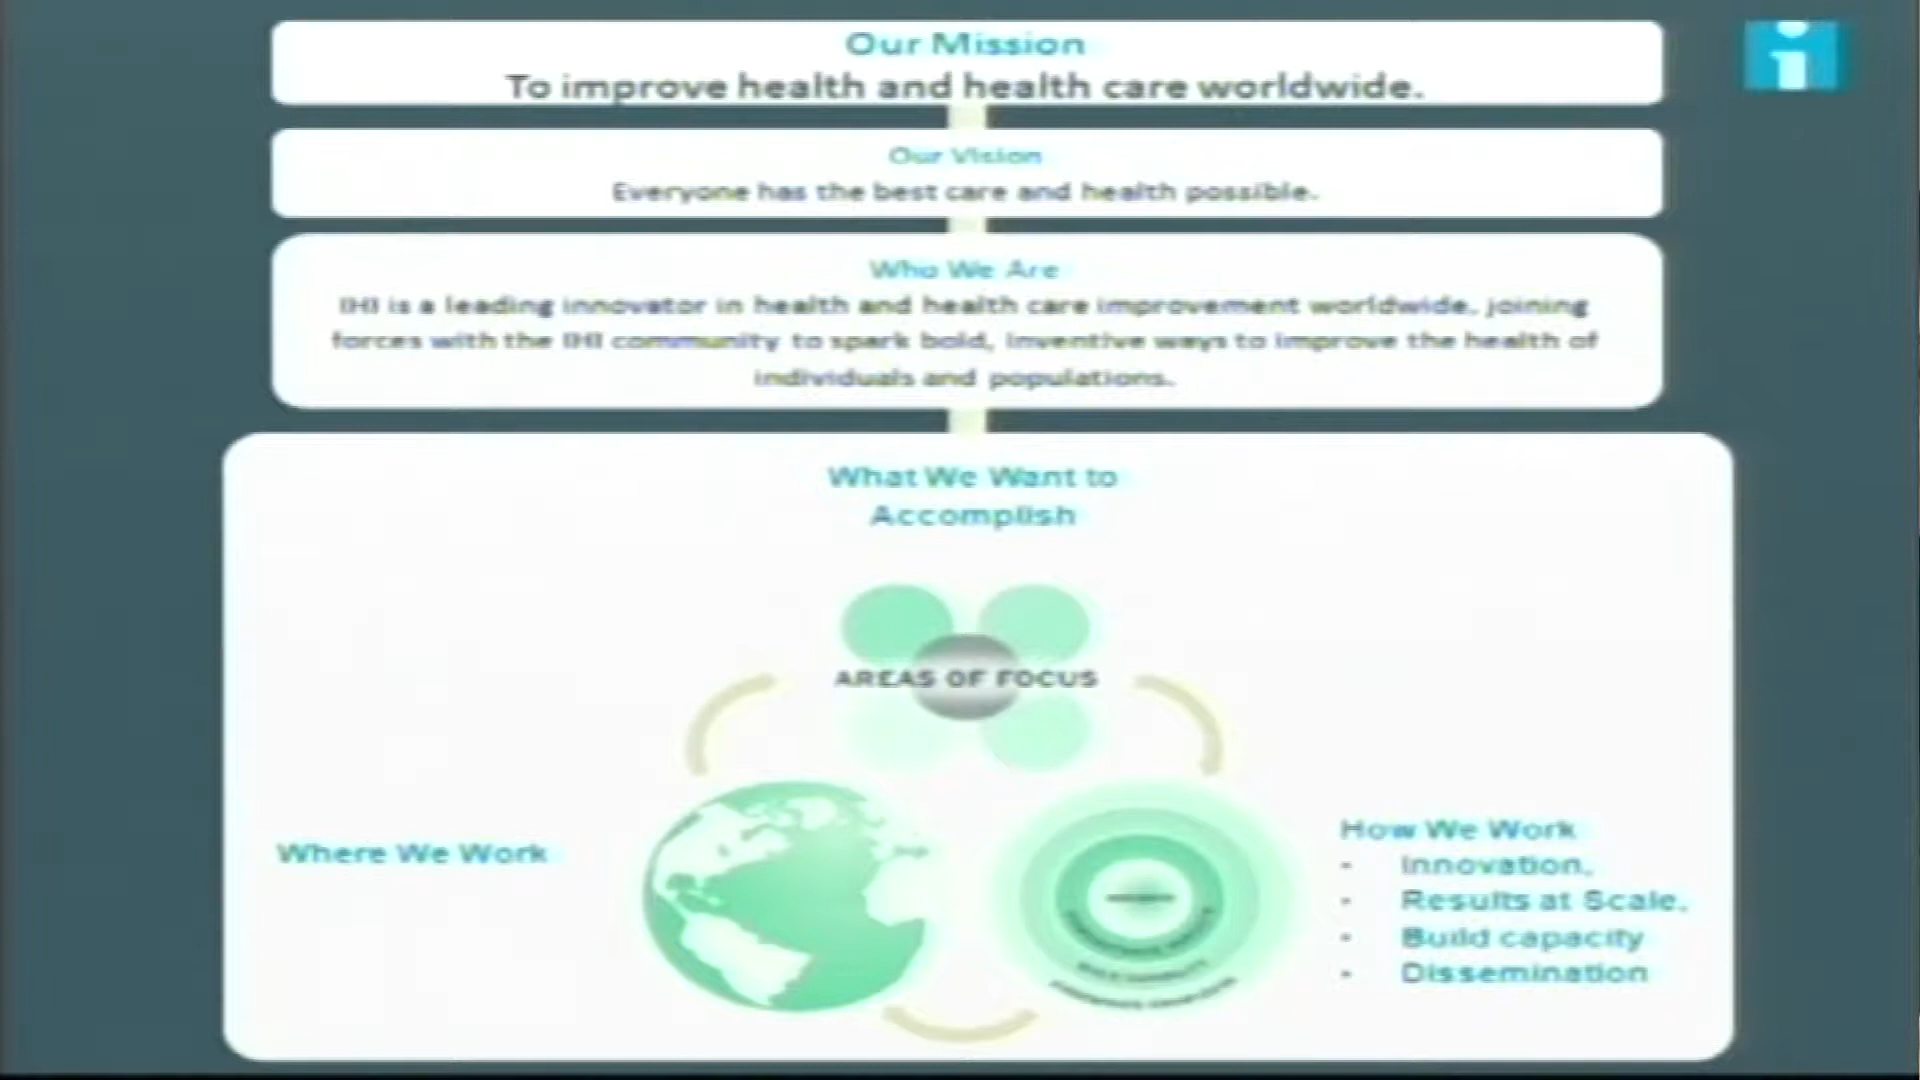 Our Mission
To improve health and health care worldwide.
Our Vision
Everyone has the best care and health possible.
Who We Are
IHI is a leading innovator in health and health care improvement worldwide, joining
forces with the IHI community to spark bold, inventive ways to improve the health of
individuals and populations.
What We Want to
Accomplish
AREAS OF FOCUS
Where We Work
How We Work
- Innovation,
- Results at Scale,
- Build capacity
- Dissemination